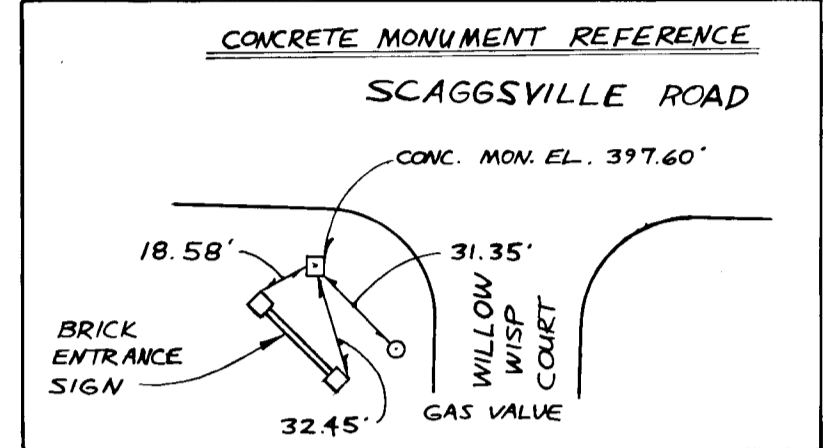 CONCRETE MONUMENT REFERENCE
SCAGGSVILLE ROAD
CONC. MON. EL. 397.60'
18.58'
31.35'
WILLOW
WISP
COURT
BRICK
ENTRANCE
SIGN
32.45'
GAS VALUE